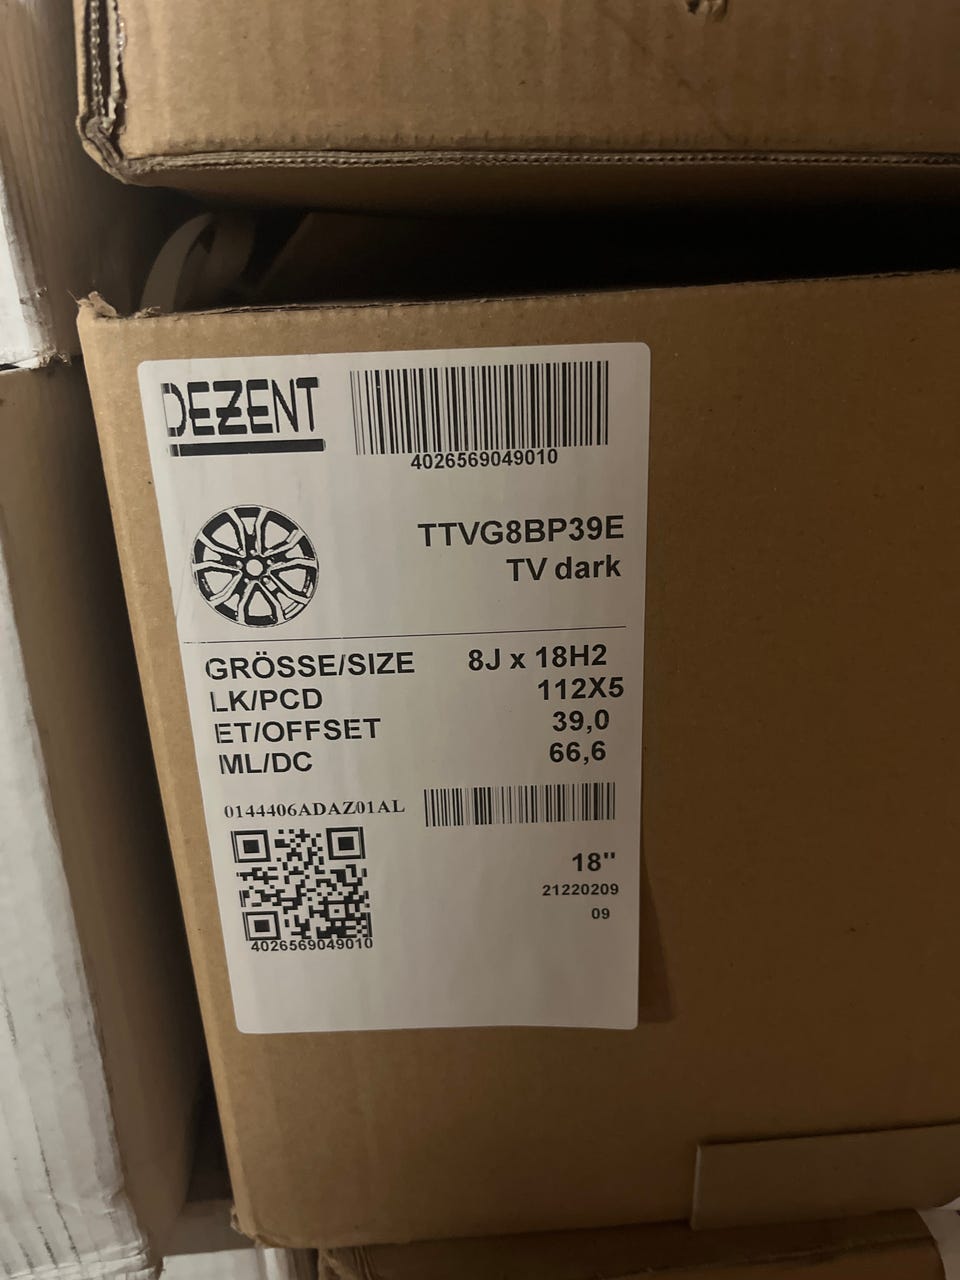 DEZENT
4026569049010
TTVG8BP39E
TV dark
GRÖSSE/SIZE 8J x 18H2
LK/PCD 112X5
ET/OFFSET 39,0
ML/DC 66,6
0144406ADAZ01AL
18"
21220209
09
4026569049010